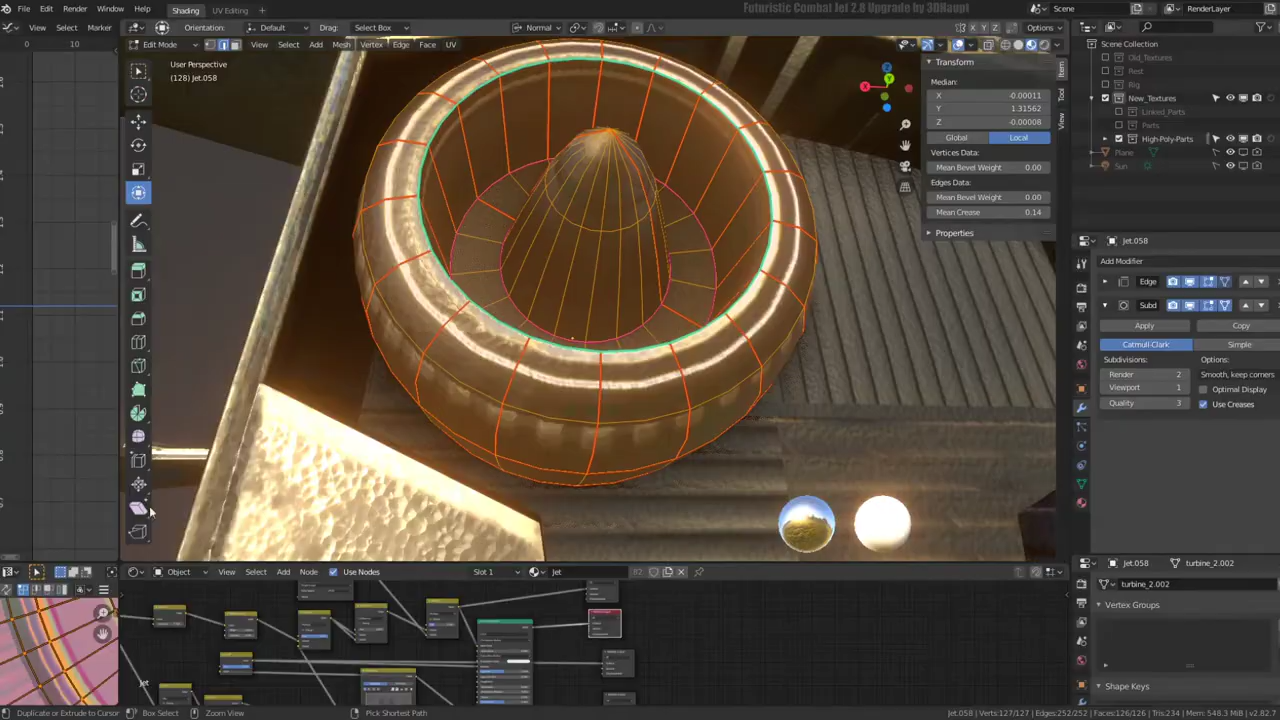 File
Edit
Render
Window
Help
Shading
UV Editing
+
Futuristic Combat Jet 2.8 Upgrade by 3DNaupt
Scene
RenderLayer
View
Select
Marker
Orientation:
Default
Drag:
Select Box
Normal
Options
0
10
Edit Mode
View
Select
Add
Mesh
Vertex
Edge
Face
UV
User Perspective
(128) Jet.058
Transform
Median:
X
-0.00011
Y
1.31562
Z
-0.00008
Global
Local
Vertices Data:
Mean Bevel Weight
0.00
Edges Data:
Mean Bevel Weight
0.00
Mean Crease
0.14
Properties
Item
Tool
View
Scene Collection
Old_Textures
Rest
Rig
New_Textures
Linked_Parts
Parts
High-Poly-Parts
Plane
Sun
Jet.058
Add Modifier
Edge
Subd
Apply
Copy
Catmull-Clark
Simple
Subdivisions:
Options:
Render
2
Smooth, keep corners
Viewport
1
Optimal Display
Quality
3
Use Creases
Object
View
Select
Add
Node
Use Nodes
Slot 1
Jet
82
Jet.058
turbine_2.002
turbine_2.002
Vertex Groups
Shape Keys
Duplicate or Extrude to Cursor
Box Select
Zoom View
Pick Shortest Path
Jet.058 | Verts:127/127 | Edges:252/252 | Faces:126/126 | Tris:234 | Mem: 548.3 MiB | v2.82.7